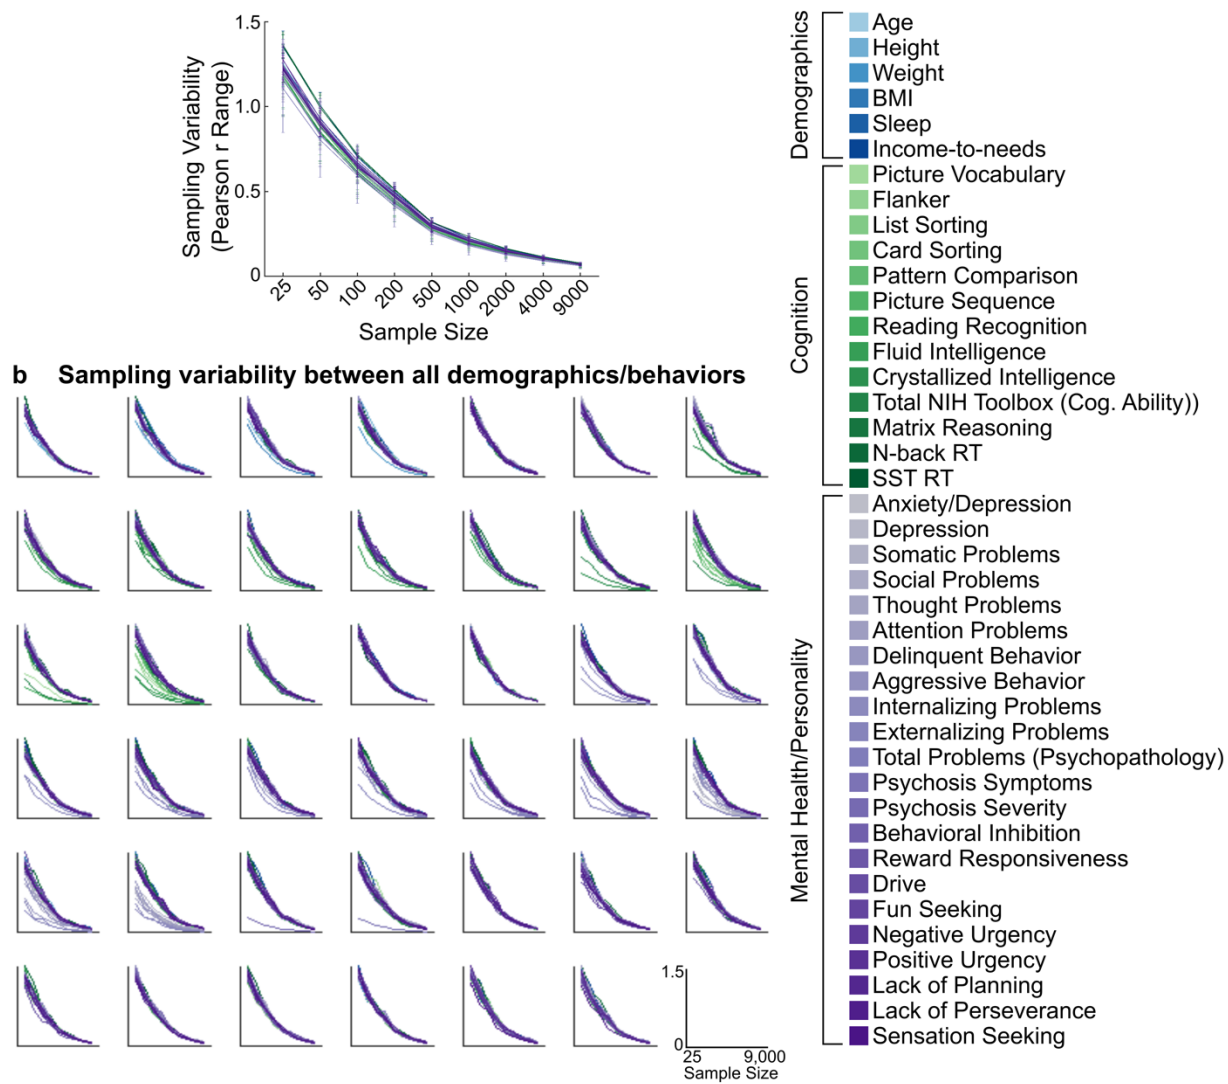 1.5
1.0
0.5
0
Sampling Variability
(Pearson r Range)
25
50
100
200
500
1000
2000
4000
9000
Sample Size
b Sampling variability between all demographics/behaviors
1.5
0
25
9,000
Sample Size
Demographics
Age
Height
Weight
BMI
Sleep
Income-to-needs
Cognition
Picture Vocabulary
Flanker
List Sorting
Card Sorting
Pattern Comparison
Picture Sequence
Reading Recognition
Fluid Intelligence
Crystallized Intelligence
Total NIH Toolbox (Cog. Ability))
Matrix Reasoning
N-back RT
SST RT
Mental Health/Personality
Anxiety/Depression
Depression
Somatic Problems
Social Problems
Thought Problems
Attention Problems
Delinquent Behavior
Aggressive Behavior
Internalizing Problems
Externalizing Problems
Total Problems (Psychopathology)
Psychosis Symptoms
Psychosis Severity
Behavioral Inhibition
Reward Responsiveness
Drive
Fun Seeking
Negative Urgency
Positive Urgency
Lack of Planning
Lack of Perseverance
Sensation Seeking